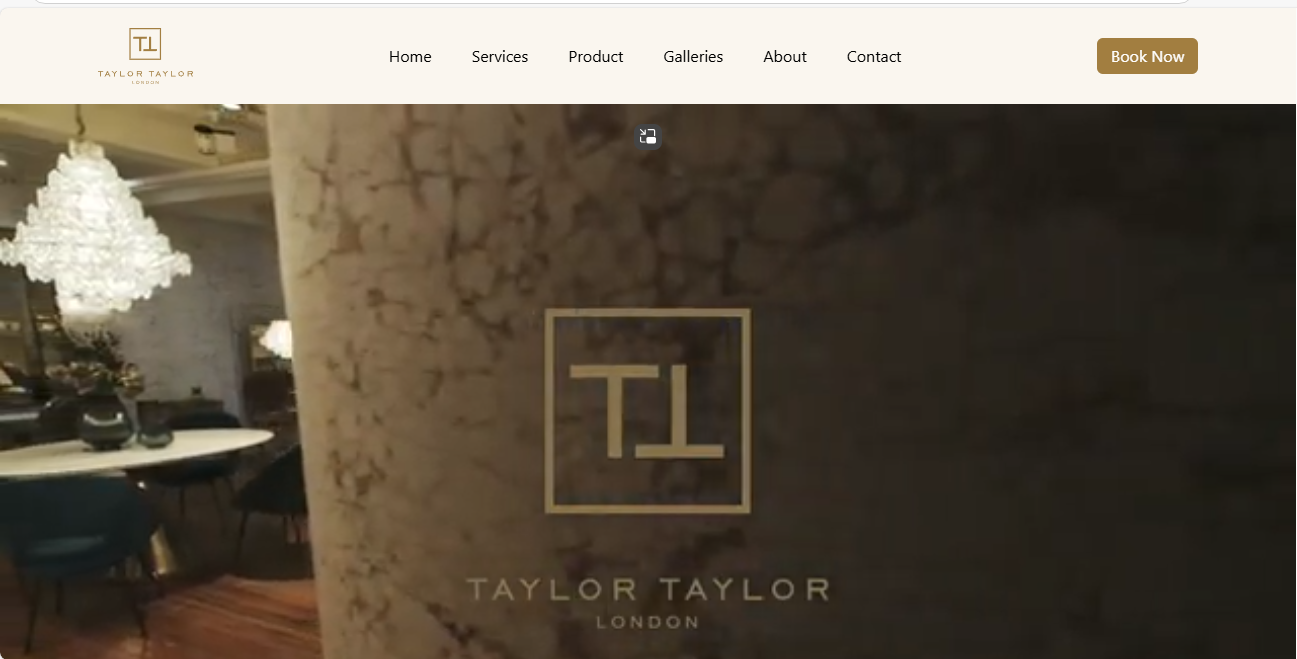 TT
TAYLOR TAYLOR
LONDON
Home Services Product Galleries About Contact
Book Now
TT
TAYLOR TAYLOR
LONDON